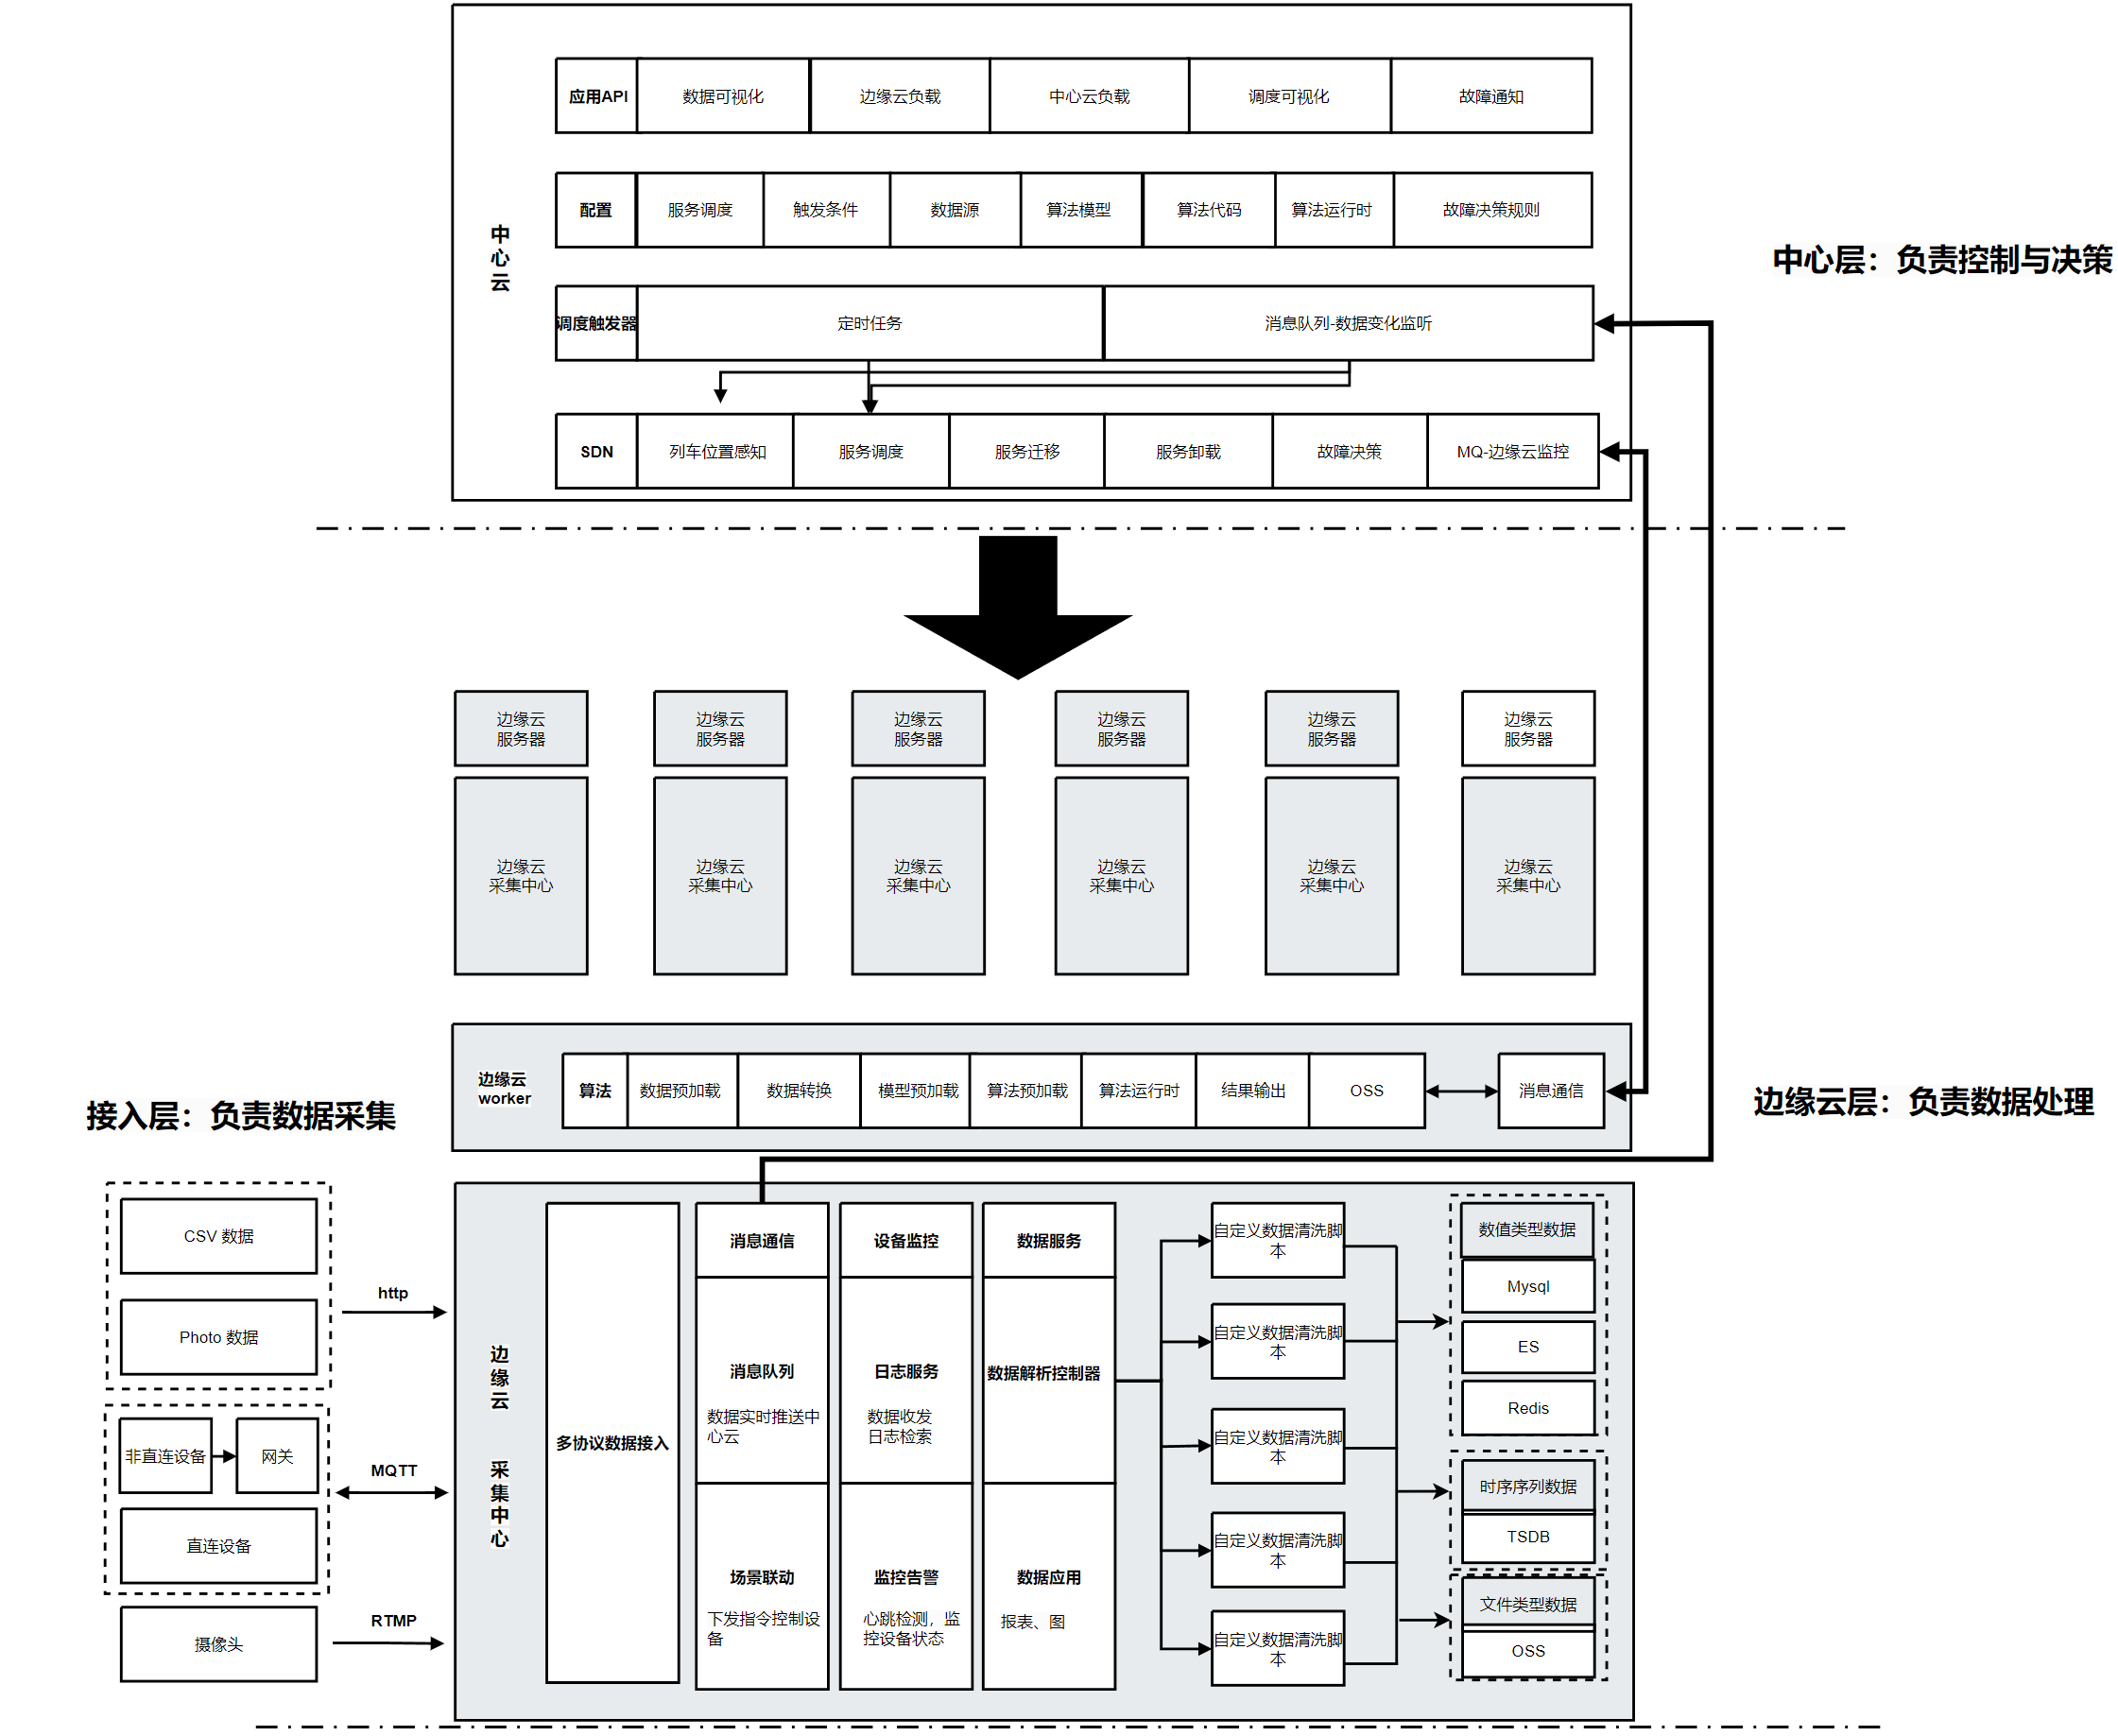 应用API
数据可视化
边缘云负载
中心云负载
调度可视化
故障通知
配置
服务调度
触发条件
数据源
算法模型
算法代码
算法运行时
故障决策规则
中
心
云
中心层：负责控制与决策
调度触发器
定时任务
消息队列-数据变化监听
SDN
列车位置感知
服务调度
服务迁移
服务卸载
故障决策
MQ-边缘云监控
边缘云
服务器
边缘云
服务器
边缘云
服务器
边缘云
服务器
边缘云
服务器
边缘云
服务器
边缘云
采集中心
边缘云
采集中心
边缘云
采集中心
边缘云
采集中心
边缘云
采集中心
边缘云
采集中心
边缘云
worker
算法
数据预加载
数据转换
模型预加载
算法预加载
算法运行时
结果输出
OSS
消息通信
边缘云层：负责数据处理
接入层：负责数据采集
CSV 数据
Photo 数据
http
非直连设备
网关
直连设备
MQTT
摄像头
RTMP
边
缘
云
采
集
中
心
多协议数据接入
消息通信
消息队列
数据实时推送中
心云
场景联动
下发指令控制设
备
设备监控
日志服务
数据收发
日志检索
监控告警
心跳检测，监
控设备状态
数据服务
数据解析控制器
数据应用
报表、图
自定义数据清洗脚
本
自定义数据清洗脚
本
自定义数据清洗脚
本
自定义数据清洗脚
本
自定义数据清洗脚
本
数值类型数据
Mysql
ES
Redis
时序序列数据
TSDB
文件类型数据
OSS